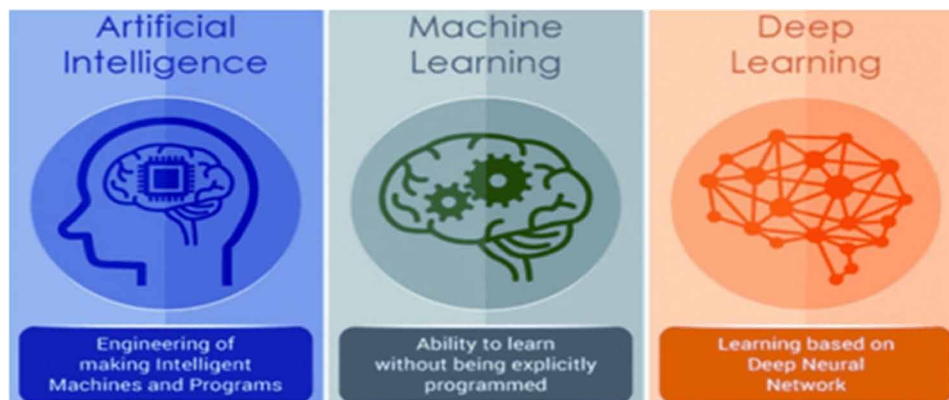 Artificial
Intelligence
Engineering of
making Intelligent
Machines and Programs
Machine
Learning
Ability to learn
without being explicitly
programmed
Deep
Learning
Learning based on
Deep Neural
Network